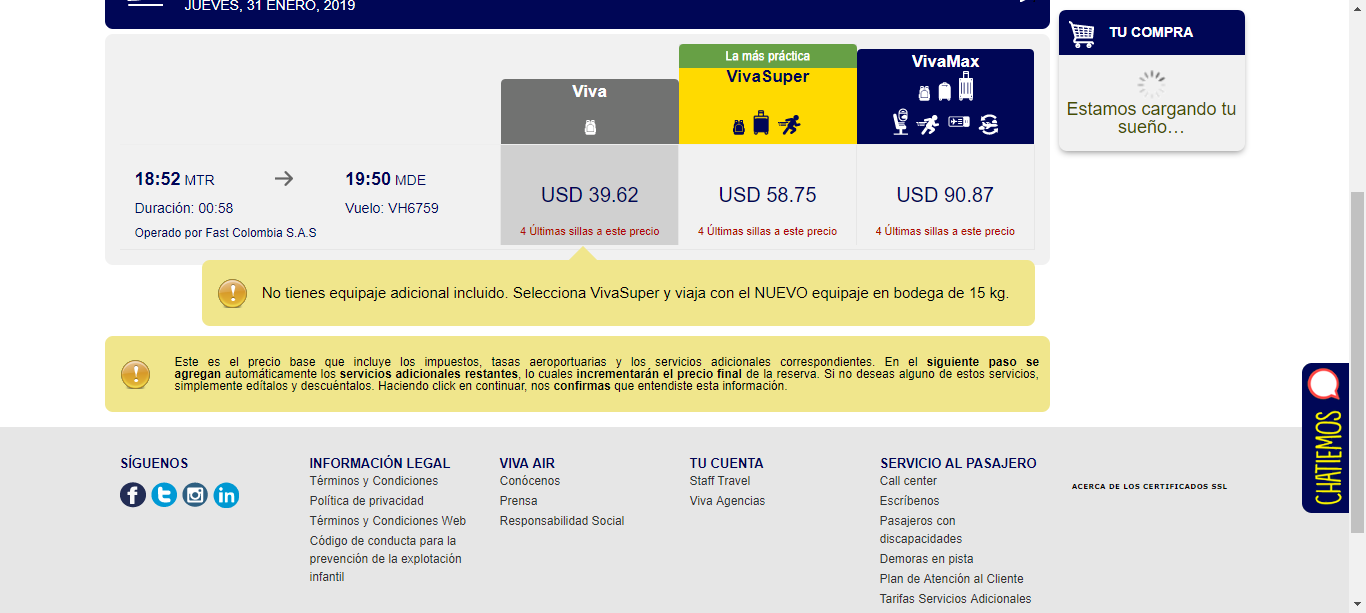 JUEVES, 31 ENERO, 2019
TU COMPRA
Estamos cargando tu
sueño…
La más práctica
Viva
VivaSuper
VivaMax
18:52 MTR
19:50 MDE
Duración: 00:58
Vuelo: VH6759
Operado por Fast Colombia S.A.S
USD 39.62
USD 58.75
USD 90.87
4 Últimas sillas a este precio
4 Últimas sillas a este precio
4 Últimas sillas a este precio
No tienes equipaje adicional incluido. Selecciona VivaSuper y viaja con el NUEVO equipaje en bodega de 15 kg.
Este es el precio base que incluye los impuestos, tasas aeroportuarias y los servicios adicionales correspondientes. En el siguiente paso se
agregan automáticamente los servicios adicionales restantes, lo cuales incrementarán el precio final de la reserva. Si no deseas alguno de estos servicios,
simplemente edítalos y descuéntalos. Haciendo click en continuar, nos confirmas que entendiste esta información.
CHATIEMOS
SÍGUENOS
INFORMACIÓN LEGAL
Términos y Condiciones
Política de privacidad
Términos y Condiciones Web
Código de conducta para la
prevención de la explotación
infantil
VIVA AIR
Conócenos
Prensa
Responsabilidad Social
TU CUENTA
Staff Travel
Viva Agencias
SERVICIO AL PASAJERO
Call center
Escríbenos
Pasajeros con
discapacidades
Demoras en pista
Plan de Atención al Cliente
Tarifas Servicios Adicionales
ACERCA DE LOS CERTIFICADOS SSL